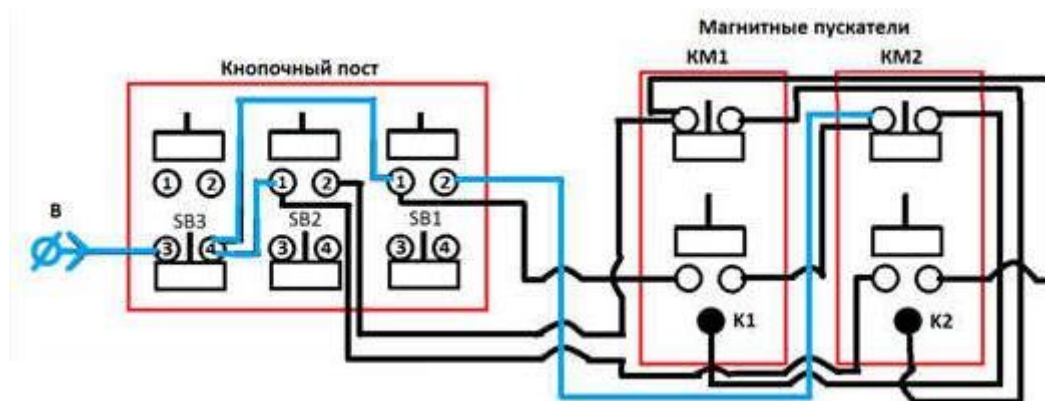 Магнитные пускатели
КМ1 КМ2
Кнопочный пост
1 2 1 2 1 2
В
SB3 SB2 SB1
3 4 3 4 3 4
К1 К2